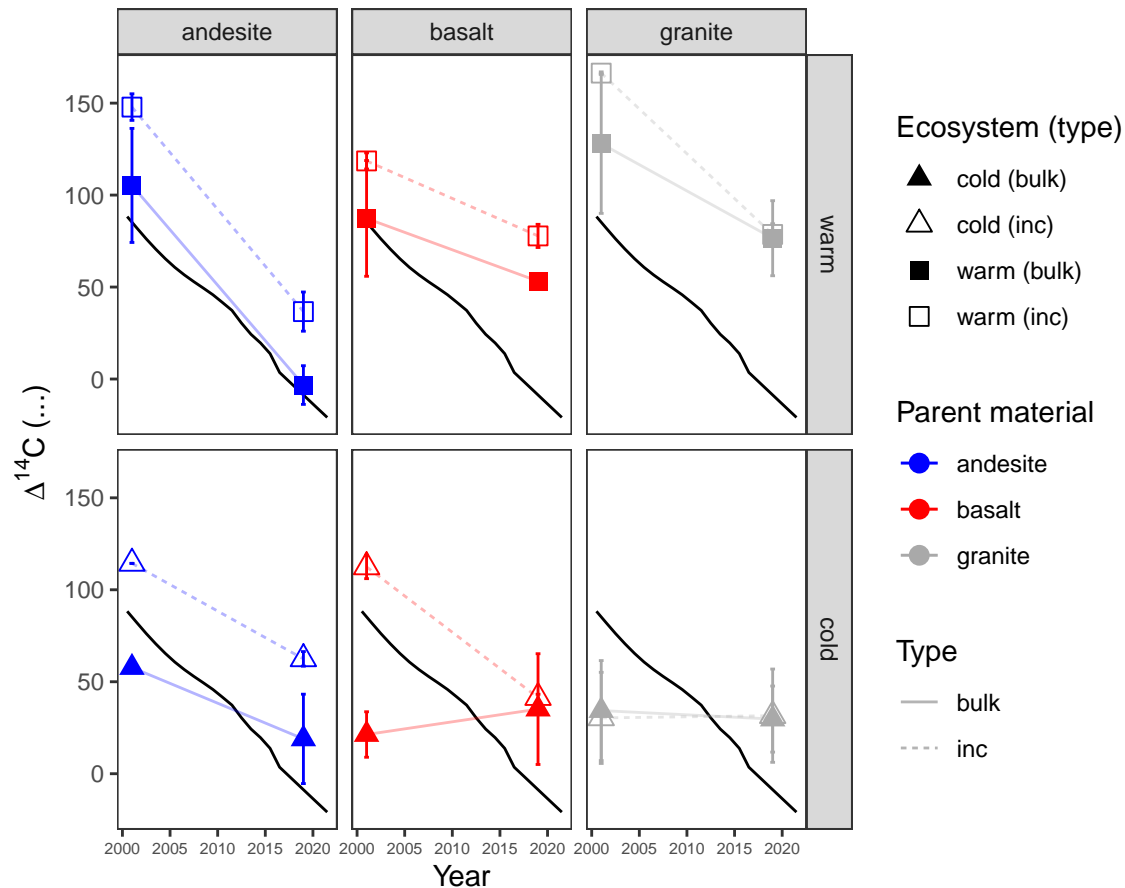 andesite
basalt
granite
150
100
50
0
warm
150
100
50
0
cold
Δ¹⁴C (...)
2000 2005 2010 2015 2020
2000 2005 2010 2015 2020
2000 2005 2010 2015 2020
Year
Ecosystem (type)
cold (bulk)
cold (inc)
warm (bulk)
warm (inc)
Parent material
andesite
basalt
granite
Type
bulk
inc